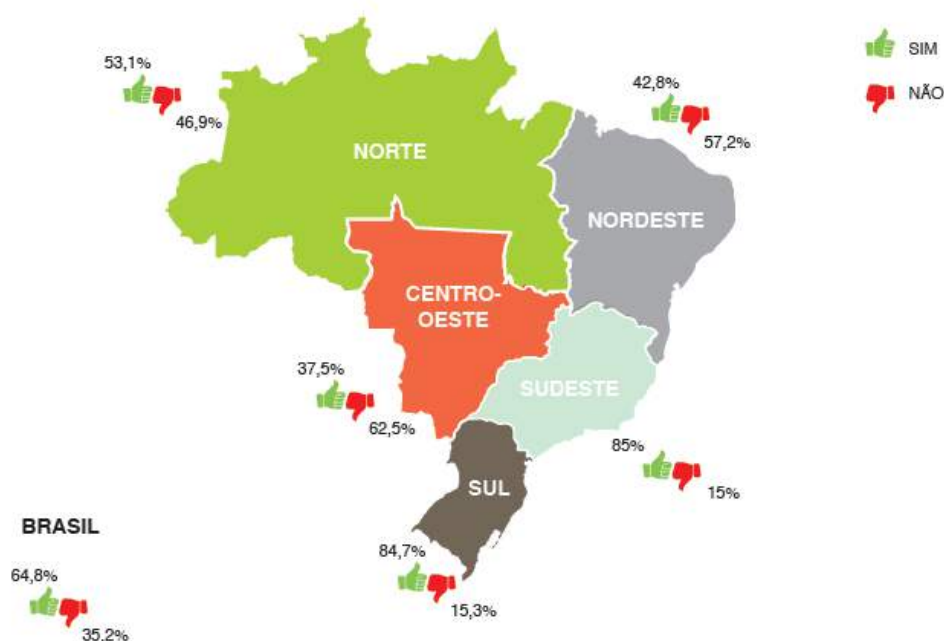 53,1%
46,9%
42,8%
57,2%
SIM
NÃO
NORTE
NORDESTE
CENTRO-
OESTE
37,5%
62,5%
SUDESTE
85%
15%
SUL
84,7%
15,3%
BRASIL
64,8%
35,2%